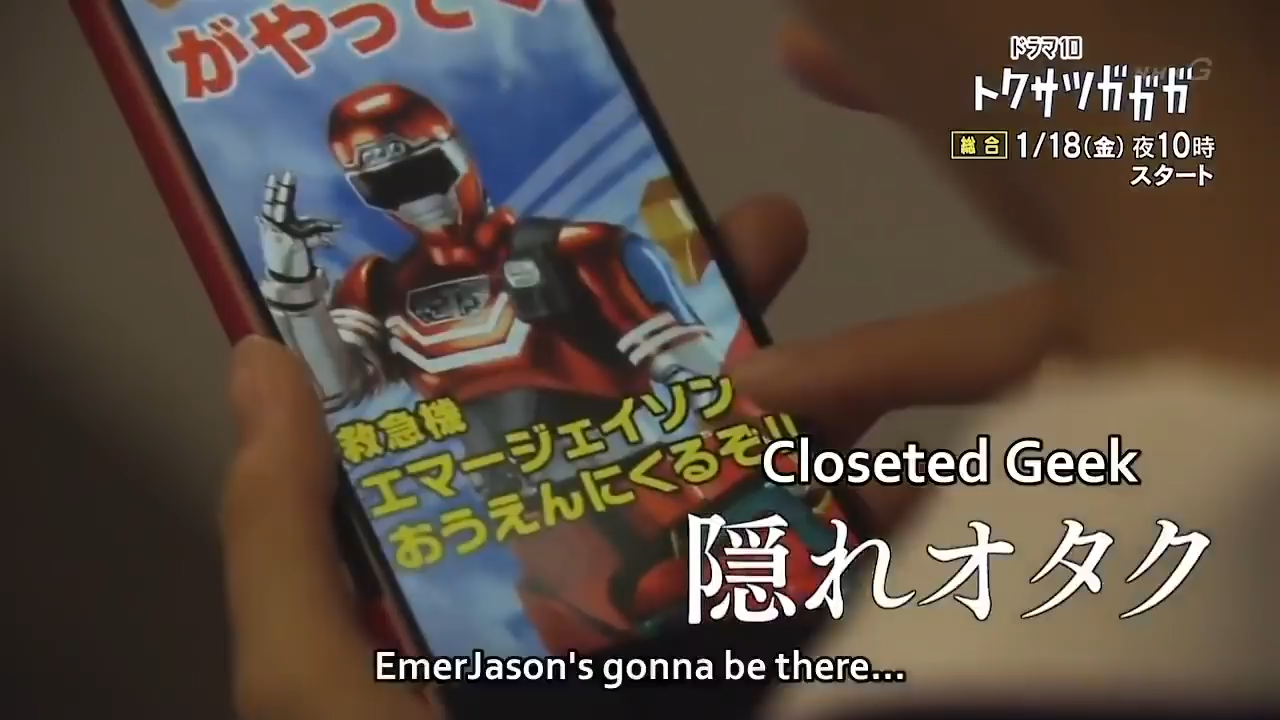 がやって
ドラマ10
トクサツガガガ
総合 1/18(金) 夜10時
スタート
救急機
エマージェイソン
おうえんにくるぞ!!
Closeted Geek
隠れオタク
EmerJason's gonna be there...